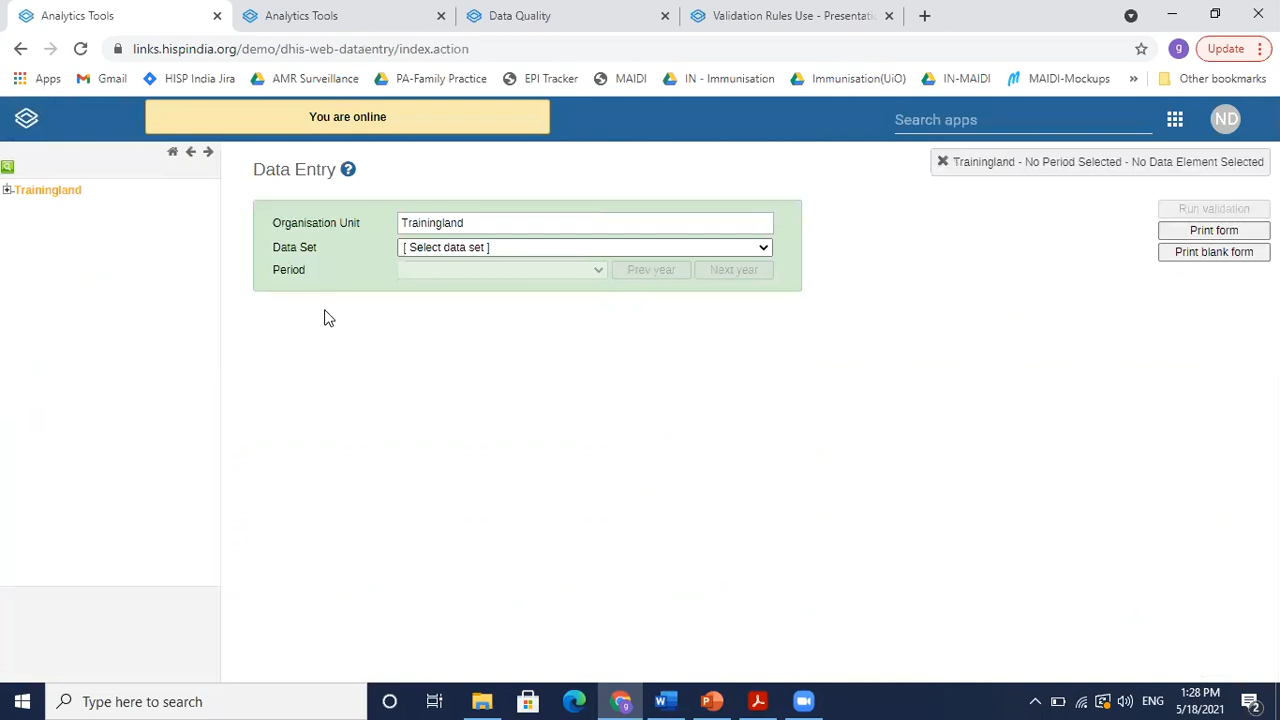 Analytics Tools
Analytics Tools
Data Quality
Validation Rules Use - Presentatio
links.hispindia.org/demo/dhis-web-dataentry/index.action
g
Update
Apps
Gmail
HISP India Jira
AMR Surveillance
PA-Family Practice
EPI Tracker
MAIDI
IN - Immunisation
Immunisation(UiO)
IN-MAIDI
MAIDI-Mockups
»
Other bookmarks
You are online
Search apps
ND
Trainingland
Data Entry
Trainingland - No Period Selected - No Data Element Selected
Organisation Unit
Trainingland
Data Set
[ Select data set ]
Period
Prev year
Next year
Run validation
Print form
Print blank form
Type here to search
ENG
1:28 PM
5/18/2021
2